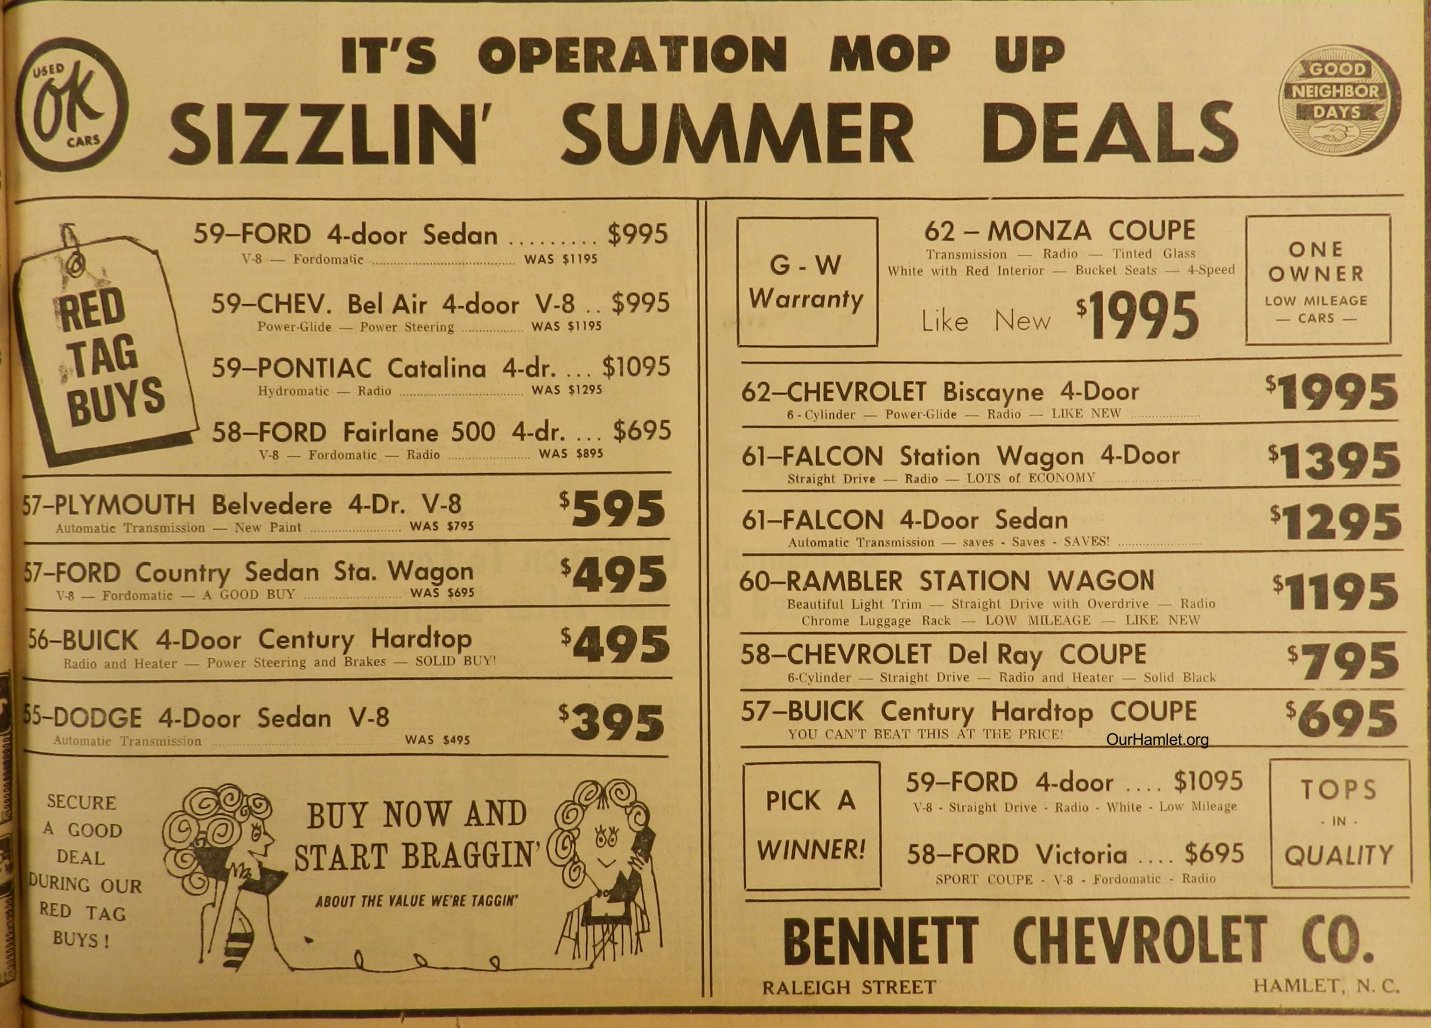 IT'S OPERATION MOP UP
SIZZLIN' SUMMER DEALS
USED
OK
CARS
GOOD
NEIGHBOR
DAYS
RED
TAG
BUYS
59—FORD 4-door Sedan ......... $995
V-8 — Fordomatic ........................ WAS $1195
59—CHEV. Bel Air 4-door V-8 .. $995
Power-Glide — Power Steering ................ WAS $1195
59—PONTIAC Catalina 4-dr. ... $1095
Hydromatic — Radio ........................ WAS $1295
58—FORD Fairlane 500 4-dr. ... $695
V-8 — Fordomatic — Radio ................ WAS $895
57—PLYMOUTH Belvedere 4-Dr. V-8 $595
Automatic Transmission — New Paint ................ WAS $795
57—FORD Country Sedan Sta. Wagon $495
V-8 — Fordomatic — A GOOD BUY ................ WAS $695
56—BUICK 4-Door Century Hardtop $495
Radio and Heater — Power Steering and Brakes — SOLID BUY!
55—DODGE 4-Door Sedan V-8 $395
Automatic Transmission ........................ WAS $495
SECURE
A GOOD
DEAL
DURING OUR
RED TAG
BUYS!
BUY NOW AND
START BRAGGIN'
ABOUT THE VALUE WE'RE TAGGIN'
G - W
Warranty
62 — MONZA COUPE
Transmission — Radio — Tinted Glass
White with Red Interior — Bucket Seats — 4-Speed
Like New $1995
ONE
OWNER
LOW MILEAGE
— CARS —
62—CHEVROLET Biscayne 4-Door $1995
6 - Cylinder — Power-Glide — Radio — LIKE NEW ................
61—FALCON Station Wagon 4-Door $1395
Straight Drive — Radio — LOTS of ECONOMY ................
61—FALCON 4-Door Sedan $1295
Automatic Transmission — saves - Saves - SAVES! ................
60—RAMBLER STATION WAGON $1195
Beautiful Light Trim — Straight Drive with Overdrive — Radio
Chrome Luggage Rack — LOW MILEAGE — LIKE NEW
58—CHEVROLET Del Ray COUPE $795
6-Cylinder — Straight Drive — Radio and Heater — Solid Black
57—BUICK Century Hardtop COUPE $695
YOU CAN'T BEAT THIS AT THE PRICE!
OurHamlet.org
PICK A
WINNER!
59—FORD 4-door .... $1095
V-8 - Straight Drive - Radio - White - Low Mileage
58—FORD Victoria .... $695
SPORT COUPE - V-8 - Fordomatic - Radio
TOPS
- IN -
QUALITY
BENNETT CHEVROLET CO.
RALEIGH STREET HAMLET, N. C.